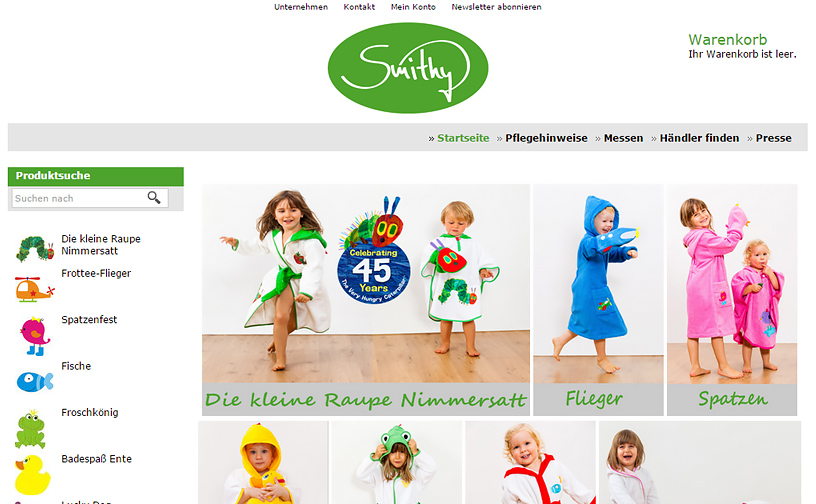 Unternehmen Kontakt Mein Konto Newsletter abonnieren
Smithy
Warenkorb
Ihr Warenkorb ist leer.
» Startseite » Pflegehinweise » Messen » Händler finden » Presse
Produktsuche
Suchen nach
Die kleine Raupe
Nimmersatt
Frottee-Flieger
Spatzenfest
Fische
Froschkönig
Badespaß Ente
Celebrating
45
Years
The Very Hungry Caterpillar!
Die kleine Raupe Nimmersatt
Flieger
Spatzen